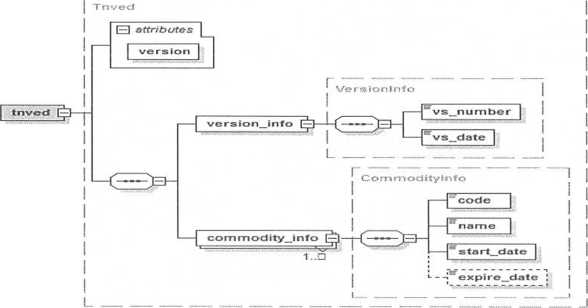 Tnved
attributes
version
tnved
VersionInfo
version_info
vs_number
vs_date
CommodityInfo
commodity_info
1..
code
name
start_date
expire_date